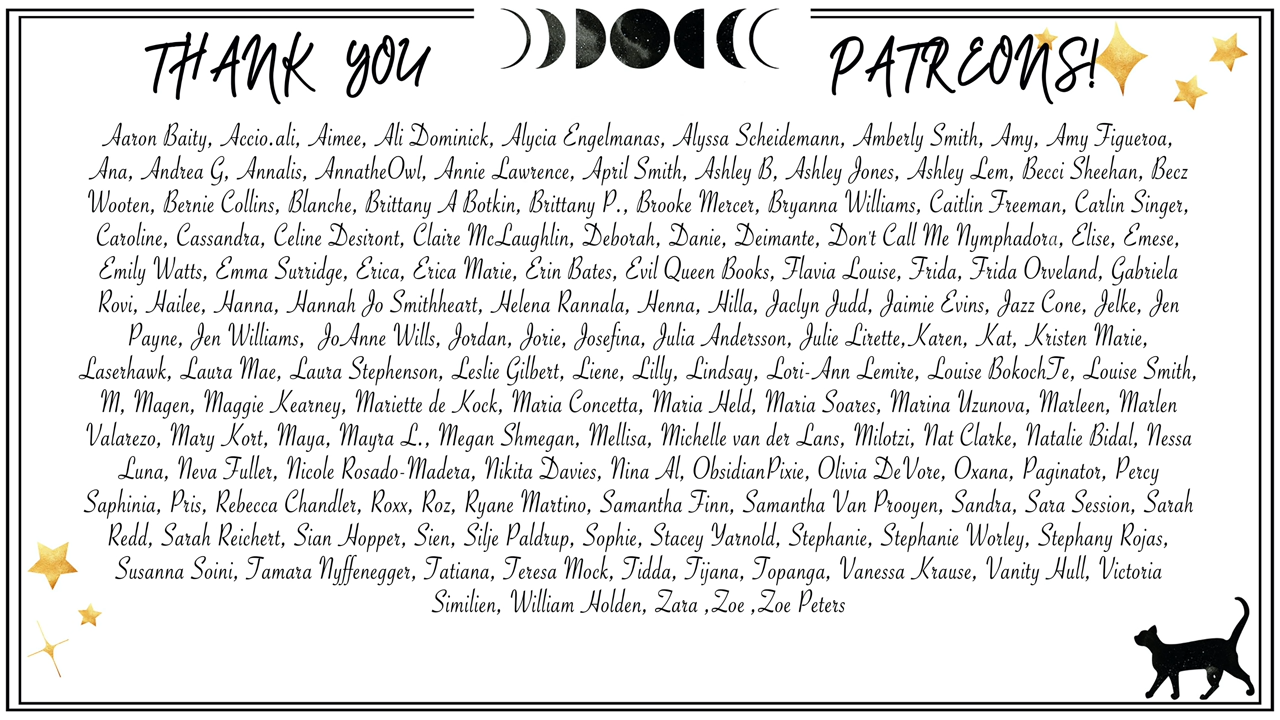 THANK YOU PATREONS!
Aaron Baity, Accio.ali, Aimee, Ali Dominick, Alycia Engelmanas, Alyssa Scheidemann, Amberly Smith, Amy, Amy Figueroa,
Ana, Andrea G, Annalis, AnnatheOwl, Annie Lawrence, April Smith, Ashley B, Ashley Jones, Ashley Lem, Becci Sheehan, Becz
Wooten, Bernie Collins, Blanche, Brittany A Botkin, Brittany P., Brooke Mercer, Bryanna Williams, Caitlin Freeman, Carlin Singer,
Caroline, Cassandra, Celine Desiront, Claire McLaughlin, Deborah, Danie, Deimante, Don't Call Me Nymphadora, Elise, Emese,
Emily Watts, Emma Surridge, Erica, Erica Marie, Erin Bates, Evil Queen Books, Flavia Louise, Frida, Frida Orveland, Gabriela
Rovi, Hailee, Hanna, Hannah Jo Smithheart, Helena Rannala, Henna, Hilla, Jaclyn Judd, Jaimie Evins, Jazz Cone, Jelke, Jen
Payne, Jen Williams, JoAnne Wills, Jordan, Jorie, Josefina, Julia Andersson, Julie Lirette,Karen, Kat, Kristen Marie,
Laserhawk, Laura Mae, Laura Stephenson, Leslie Gilbert, Liene, Lilly, Lindsay, Lori-Ann Lemire, Louise BokochTe, Louise Smith,
M, Magen, Maggie Kearney, Mariette de Kock, Maria Concetta, Maria Held, Maria Soares, Marina Uzunova, Marleen, Marlen
Valarezo, Mary Kort, Maya, Mayra L., Megan Shmegan, Mellisa, Michelle van der Lans, Milotzi, Nat Clarke, Natalie Bidal, Nessa
Luna, Neva Fuller, Nicole Rosado-Madera, Nikita Davies, Nina Al, ObsidianPixie, Olivia DeVore, Oxana, Paginator, Percy
Saphinia, Pris, Rebecca Chandler, Roxx, Roz, Ryane Martino, Samantha Finn, Samantha Van Prooyen, Sandra, Sara Session, Sarah
Redd, Sarah Reichert, Sian Hopper, Sien, Silje Paldrup, Sophie, Stacey Yarnold, Stephanie, Stephanie Worley, Stephany Rojas,
Susanna Soini, Tamara Nyffenegger, Tatiana, Teresa Mock, Tidda, Tijana, Topanga, Vanessa Krause, Vanity Hull, Victoria
Similien, William Holden, Zara ,Zoe ,Zoe Peters